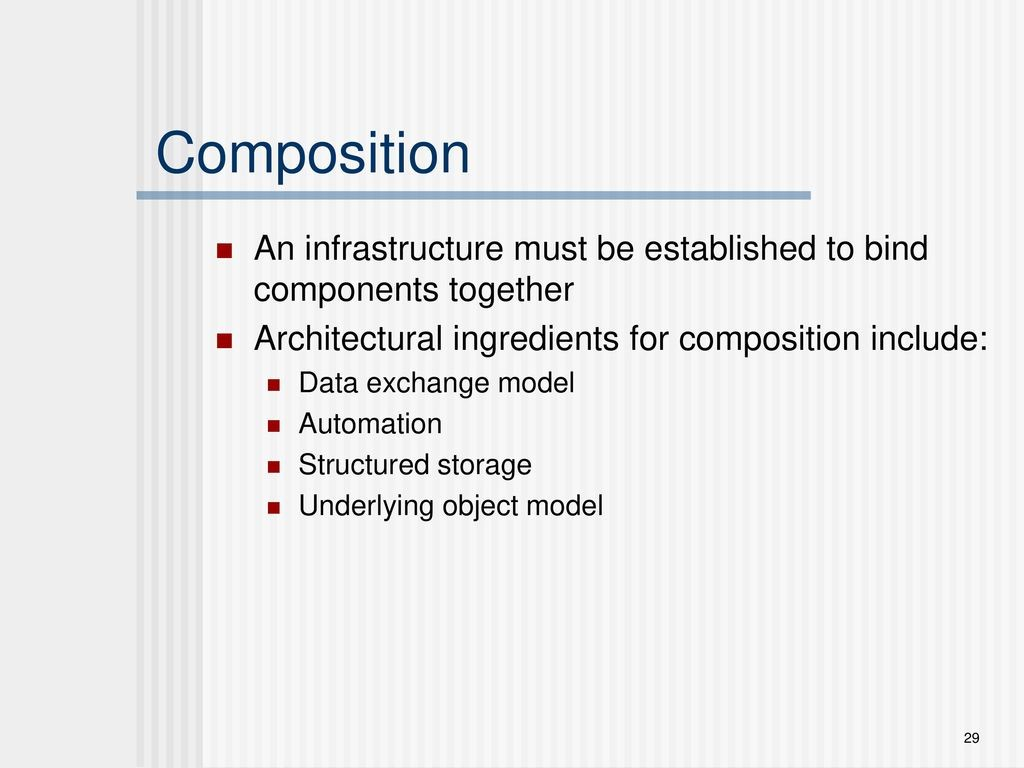 Composition
An infrastructure must be established to bind
components together
Architectural ingredients for composition include:
Data exchange model
Automation
Structured storage
Underlying object model
29